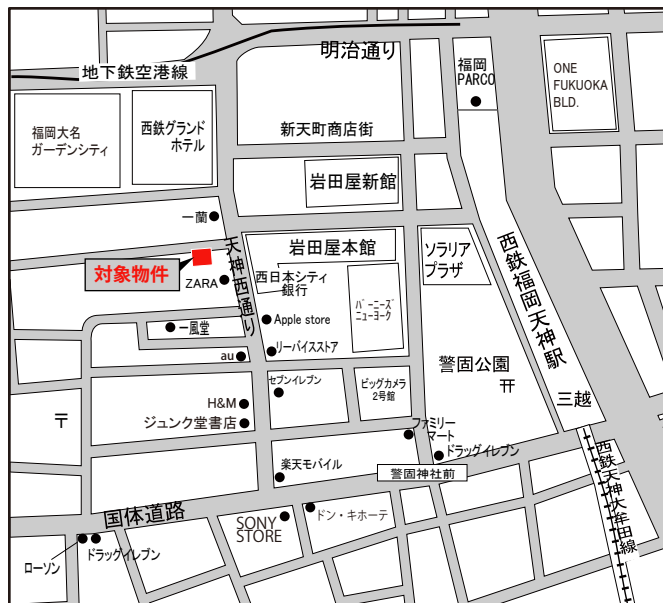 明治通り
地下鉄空港線
福岡
PARCO
ONE
FUKUOKA
BLD.
福岡大名
ガーデンシティ
西鉄グランド
ホテル
新天町商店街
岩田屋新館
一蘭
天神西通り
岩田屋本館
ソラリア
プラザ
西鉄福岡天神駅
対象物件
ZARA
西日本シティ
銀行
バーニーズ
ニューヨーク
Apple store
一風堂
リーバイスストア
au
警固公園
セブンイレブン
ビッグカメラ
2号館
三越
H&M
ジュンク堂書店
ファミリー
マート
ドラッグイレブン
楽天モバイル
警固神社前
西鉄天神大牟田線
国体道路
SONY
STORE
ドン・キホーテ
ローソン
ドラッグイレブン